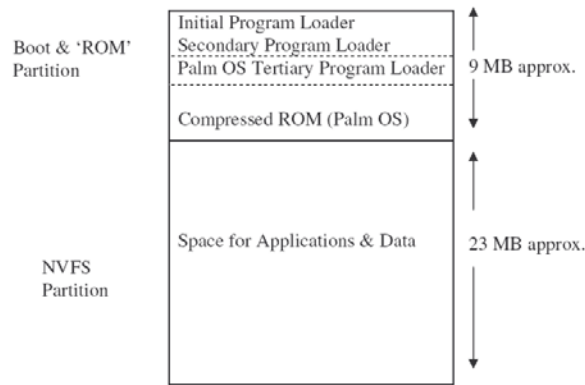 Boot & ‘ROM’
Partition
Initial Program Loader
Secondary Program Loader
Palm OS Tertiary Program Loader
Compressed ROM (Palm OS)
9 MB approx.
NVFS
Partition
Space for Applications & Data
23 MB approx.